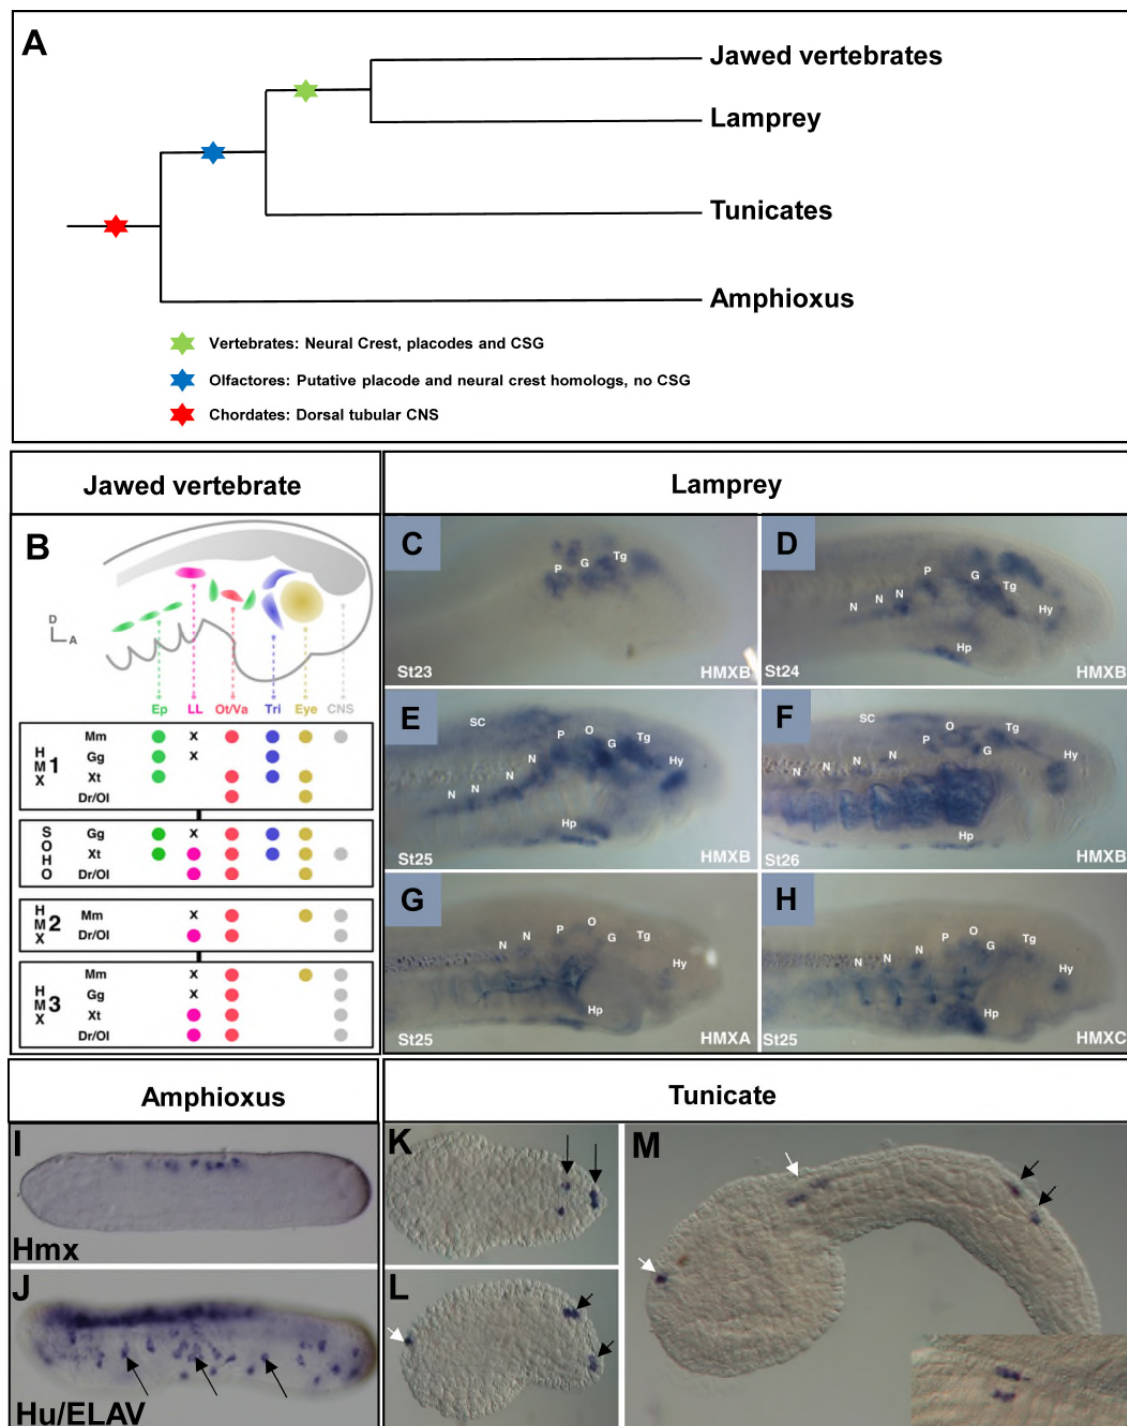 A
Jawed vertebrates
Lamprey
Tunicates
Amphioxus
Vertebrates: Neural Crest, placodes and CSG
Olfactores: Putative placode and neural crest homologs, no CSG
Chordates: Dorsal tubular CNS
Jawed vertebrate
B
D
A
Ep LL Ot/Va Tri Eye CNS
HMX1
Mm X
Gg X
Xt
Dr/Ol
SOHO
Gg X
Xt
Dr/Ol
HMX2
Mm X
Dr/Ol
HMX3
Mm X
Gg X
Xt
Dr/Ol
Lamprey
C
P G Tg
St23 HMXB
D
N N N P G Tg Hy
Hp
St24 HMXB
E
SC P O G Tg Hy
N N N N
Hp
St25 HMXB
F
SC O Tg
N N N N P G Hy
Hp
St26 HMXB
G
N N P O G Tg Hy
Hp
St25 HMXA
H
N N N P O G Tg Hy
Hp
St25 HMXC
Amphioxus
I
Hmx
J
Hu/ELAV
Tunicate
K
L
M